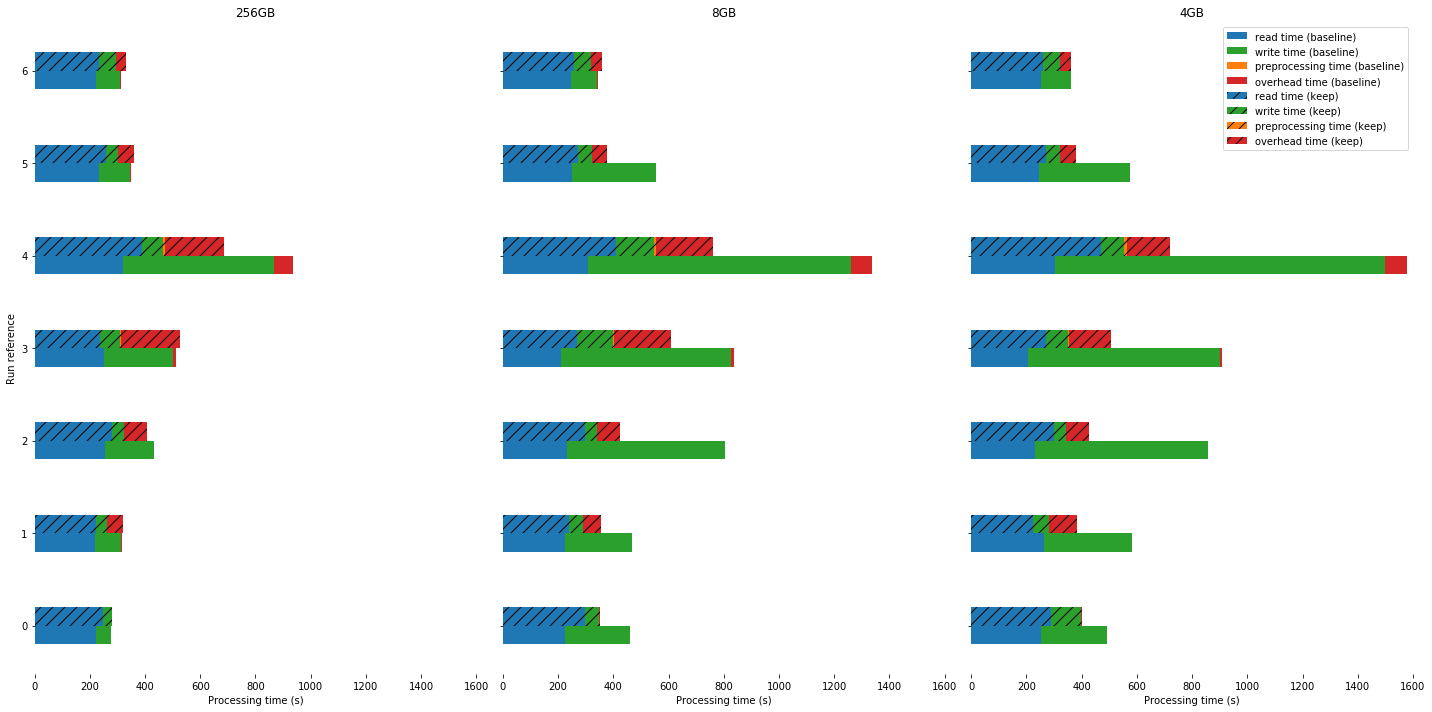 256GB
8GB
4GB
read time (baseline)
write time (baseline)
preprocessing time (baseline)
overhead time (baseline)
read time (keep)
write time (keep)
preprocessing time (keep)
overhead time (keep)
Run reference
6
5
4
3
2
1
0
0 200 400 600 800 1000 1200 1400 1600
0 200 400 600 800 1000 1200 1400 1600
0 200 400 600 800 1000 1200 1400 1600
Processing time (s)
Processing time (s)
Processing time (s)